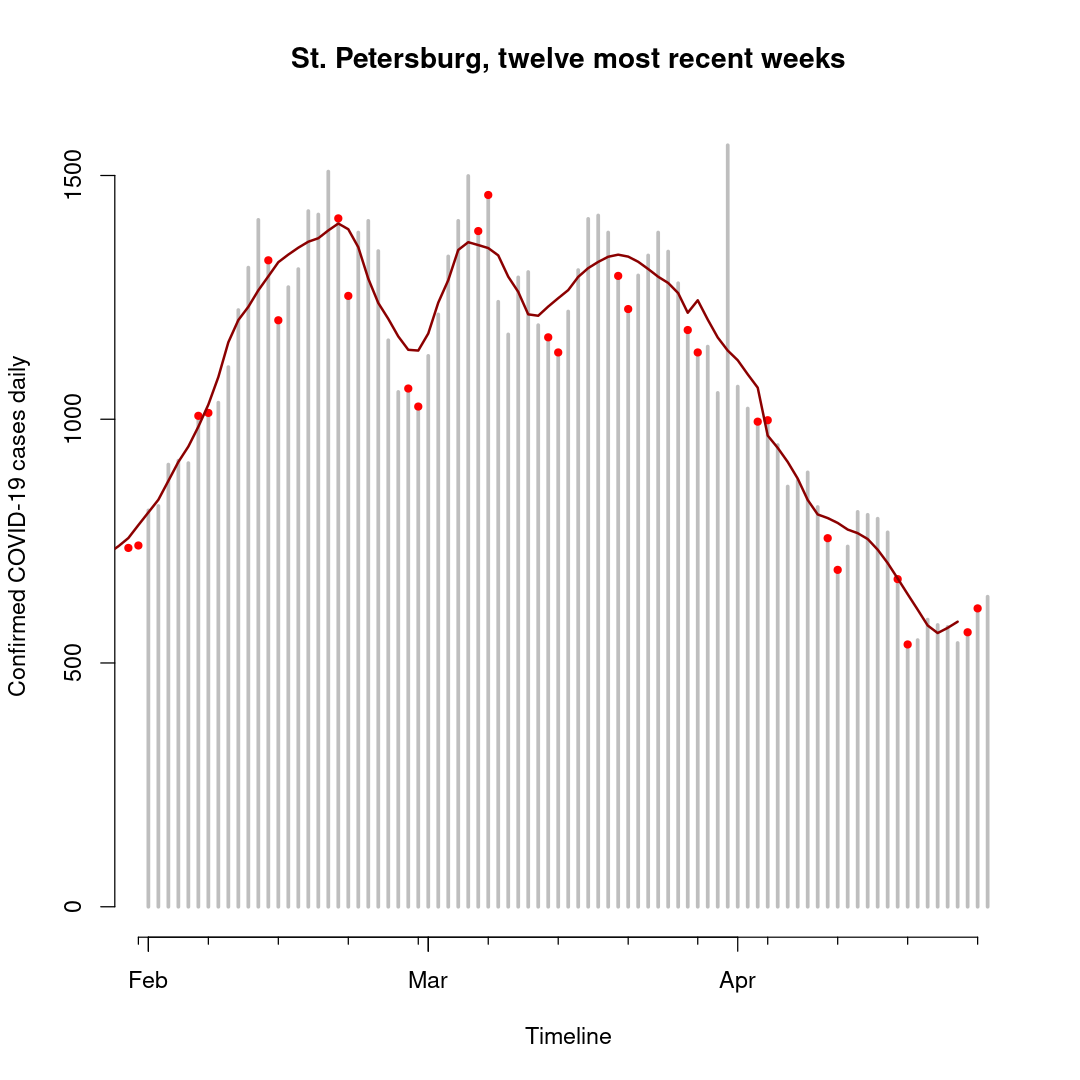 St. Petersburg, twelve most recent weeks
Confirmed COVID-19 cases daily
1500
1000
500
0
Feb Mar Apr
Timeline